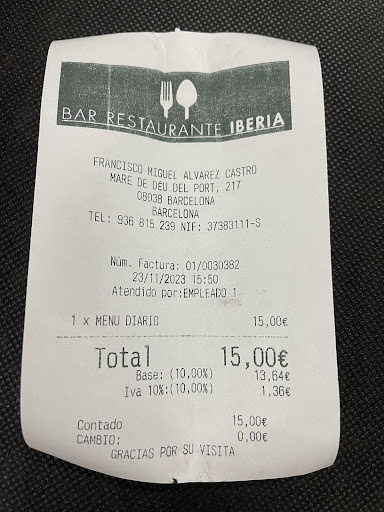 BAR RESTAURANTE IBERIA
FRANCISCO MIGUEL ALVAREZ CASTRO
MARE DE DÉU DEL PORT, 217
08038 BARCELONA
BARCELONA
TEL: 936 815 239 NIF: 37383111-S
Núm. Factura: 01/0030382
23/11/2023 15:50
Atendido por:EMPLEADO 1
1 x MENU DIARIO 15,00€
Total 15,00€
Base: (10,00%) 13,64€
Iva 10%:(10,00%) 1,36€
Contado 15,00€
CAMBIO: 0,00€
GRACIAS POR SU VISITA